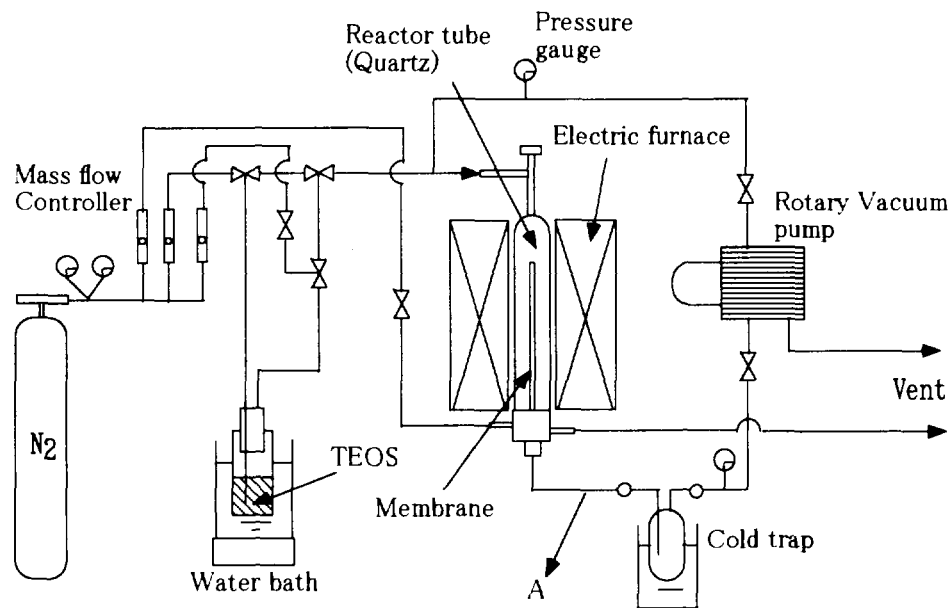 Pressure
gauge
Reactor tube
(Quartz)
Electric furnace
Mass flow
Controller
Rotary Vacuum
pump
Vent
N2
TEOS
Membrane
Cold trap
Water bath
A